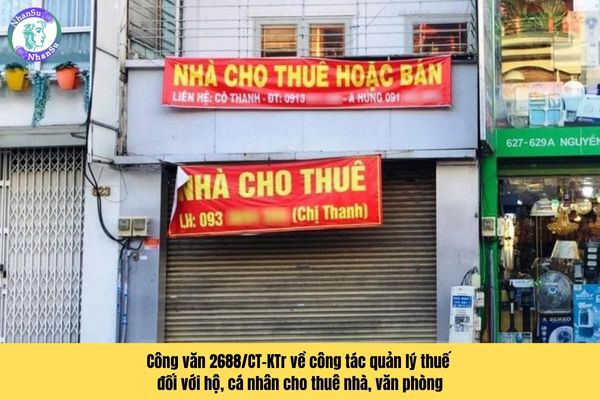 NhanSu
NhanSu
NHÀ CHO THUÊ HOẶC BÁN
LIÊN HỆ: CÔ THANH - ĐT: 0913 - A HÙNG 091
627-629A NGUYỄN
NHÀ CHO THUÊ
LH: 093 (Chị Thanh)
623
Công văn 2688/CT-KTr về công tác quản lý thuế
đối với hộ, cá nhân cho thuê nhà, văn phòng